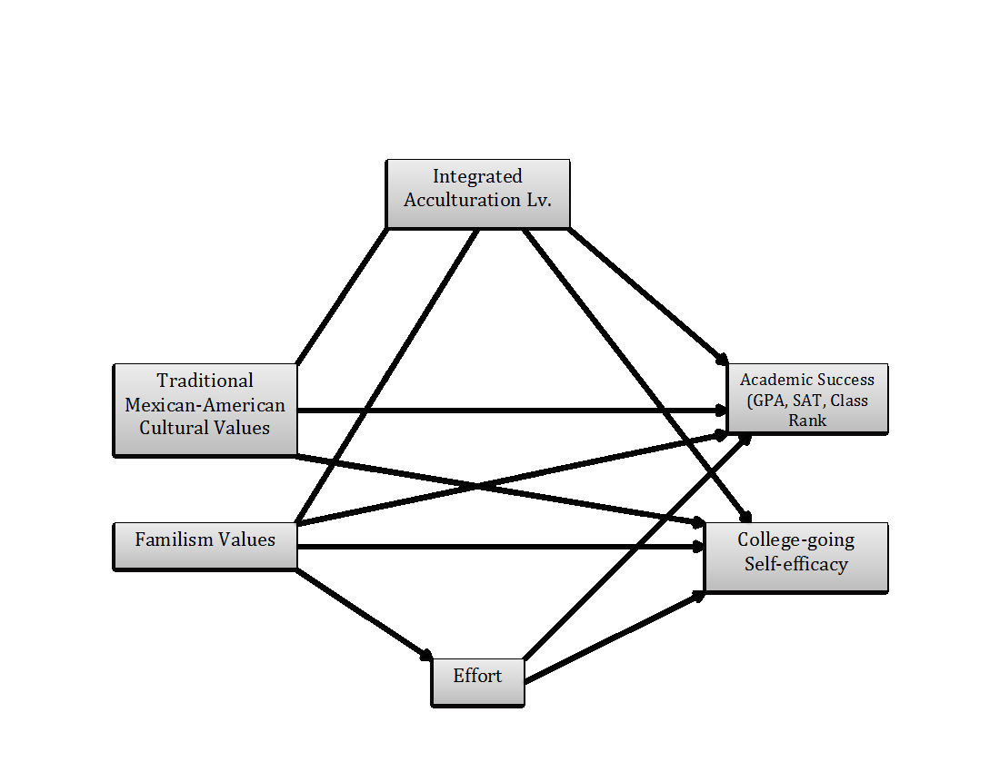 Integrated
Acculturation Lv.
Traditional
Mexican-American
Cultural Values
Academic Success
(GPA, SAT, Class
Rank
Familism Values
College-going
Self-efficacy
Effort